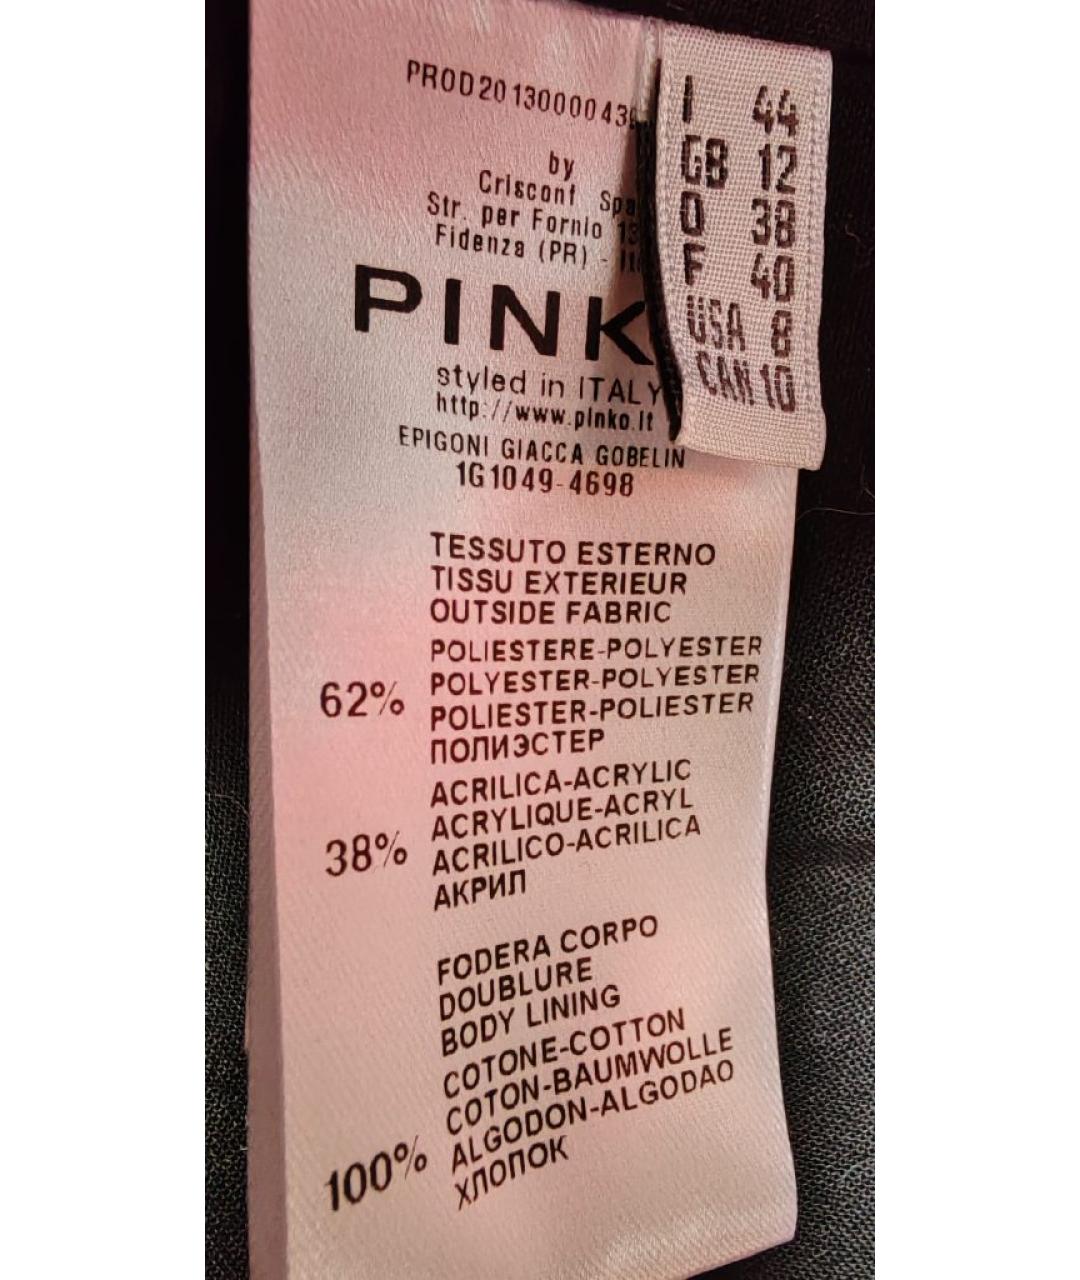 I 44
GB 12
D 38
F 40
USA 8
CAN 10
by
Crisconf Spa
Str. per Fornio
Fidenza (PR) -
PINK
styled in ITALY
http://www.pinko.it
EPIGONI GIACCA GOBELIN
1G1049-4698
TESSUTO ESTERNO
TISSU EXTERIEUR
OUTSIDE FABRIC
POLIESTERE-POLYESTER
62% POLYESTER-POLYESTER
POLIESTER-POLIESTER
ПОЛИЭСТЕР
ACRILICA-ACRYLIC
ACRYLIQUE-ACRYL
38% ACRILICO-ACRILICA
АКРИЛ
FODERA CORPO
DOUBLURE
BODY LINING
COTONE-COTTON
COTON-BAUMWOLLE
100% ALGODON-ALGODAO
ХЛОПОК